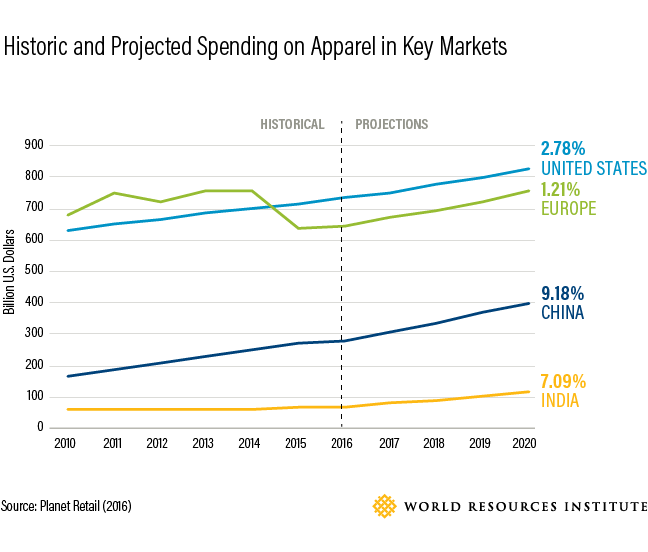 Historic and Projected Spending on Apparel in Key Markets
HISTORICAL PROJECTIONS
Billion U.S. Dollars
900
800
700
600
500
400
300
200
100
0
2.78%
UNITED STATES
1.21%
EUROPE
9.18%
CHINA
7.09%
INDIA
2010 2011 2012 2013 2014 2015 2016 2017 2018 2019 2020
Source: Planet Retail (2016)
WORLD RESOURCES INSTITUTE